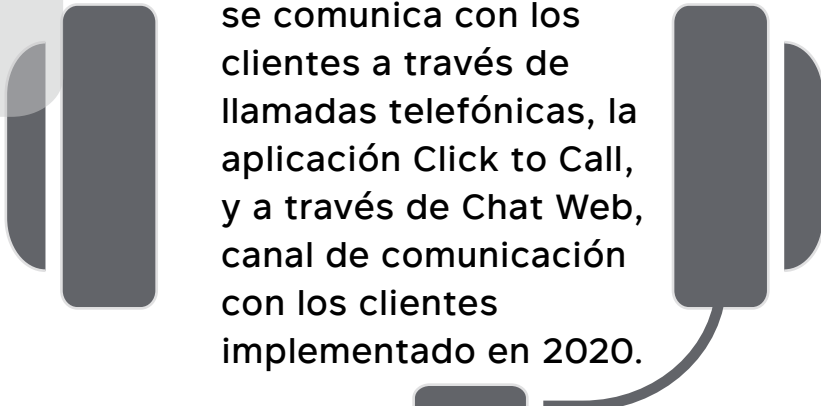 se comunica con los
clientes a través de
llamadas telefónicas, la
aplicación Click to Call,
y a través de Chat Web,
canal de comunicación
con los clientes
implementado en 2020.